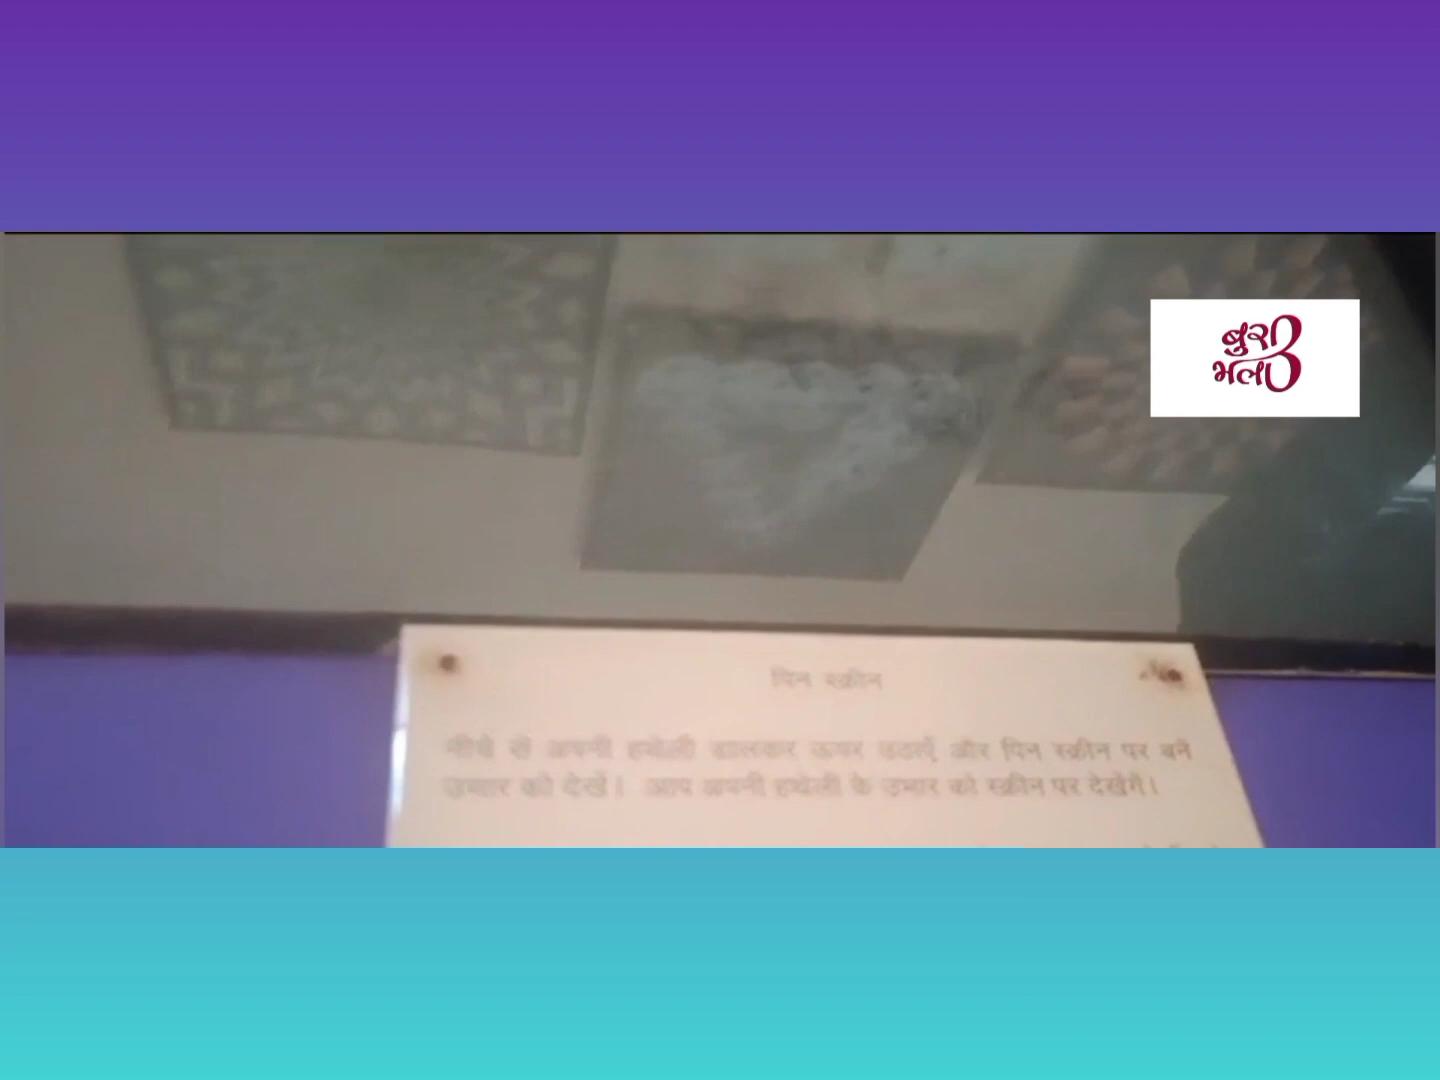 बुरा
भला
पिन स्क्रीन
नीचे से अपनी हथेली डालकर ऊपर उठाऐं और पिन स्क्रीन पर बने
उभार को देखें। आप अपनी हथेली के उभार को स्क्रीन पर देखेगें।